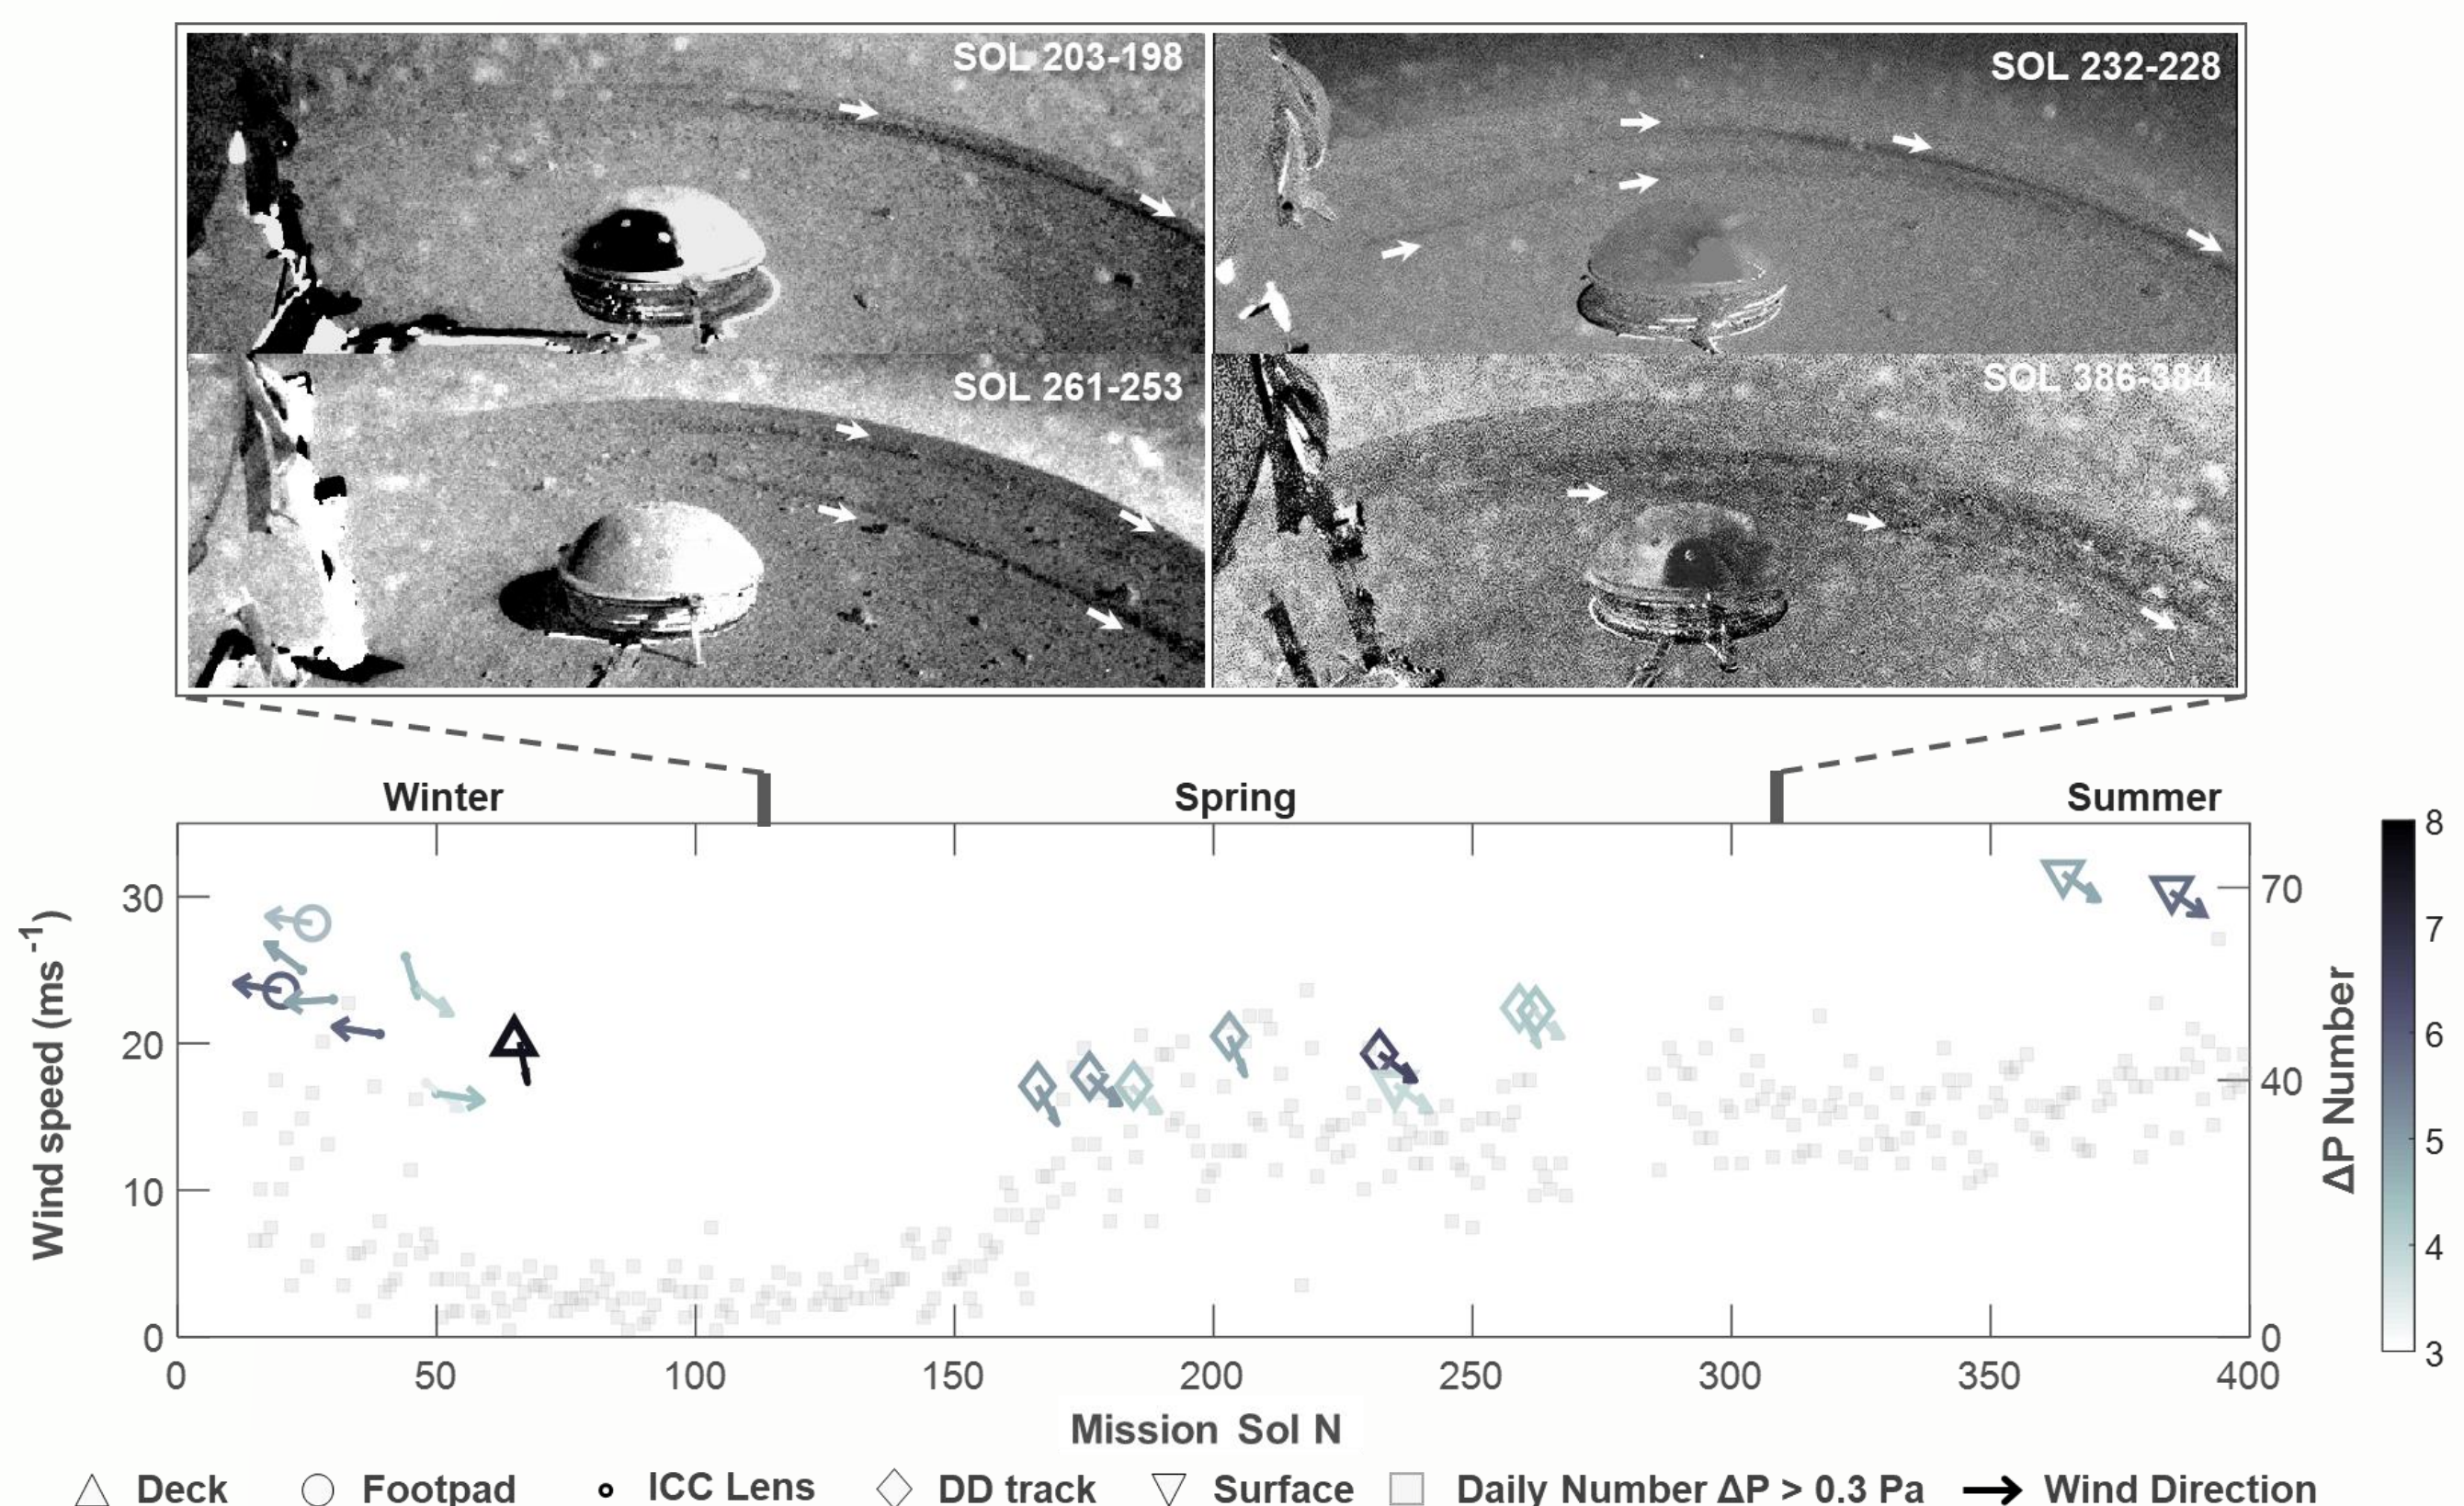 SOL 203-198
SOL 232-228
SOL 261-253
SOL 386-384
Winter
Spring
Summer
Wind speed (ms⁻¹)
30
20
10
0
70
40
0
ΔP Number
8
7
6
5
4
3
0 50 100 150 200 250 300 350 400
Mission Sol N
Deck Footpad ICC Lens DD track Surface Daily Number ΔP > 0.3 Pa Wind Direction